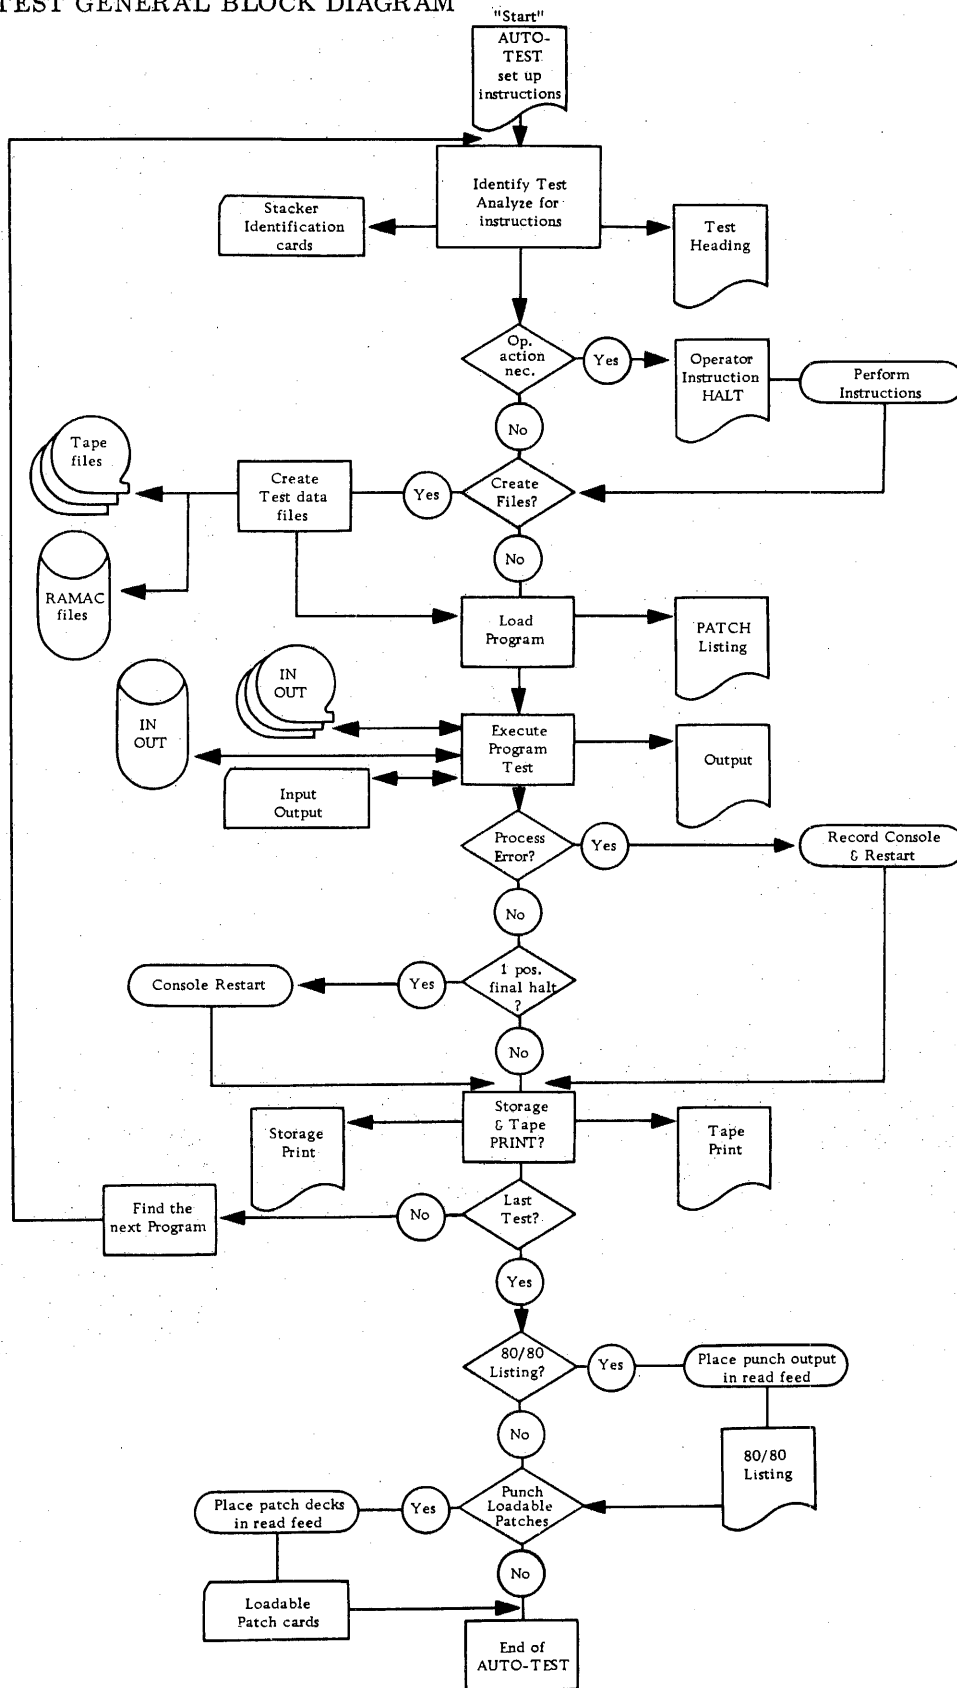 TEST GENERAL BLOCK DIAGRAM
"Start"
AUTO-
TEST
set up
instructions
Identify Test
Analyze for
instructions
Stacker
Identification
cards
Test
Heading
Op.
action
nec.
Yes
Operator
Instruction
HALT
Perform
Instructions
No
Tape
files
Create
Test data
files
Yes
Create
Files?
No
RAMAC
files
Load
Program
PATCH
Listing
IN
OUT
IN
OUT
Execute
Program
Test
Output
Input
Output
Process
Error?
Yes
Record Console
& Restart
No
Console Restart
Yes
1 pos.
final halt
?
No
Storage
& Tape
PRINT?
Storage
Print
Tape
Print
Find the
next Program
No
Last
Test?
Yes
80/80
Listing?
Yes
Place punch output
in read feed
No
80/80
Listing
Place patch decks
in read feed
Yes
Punch
Loadable
Patches
No
Loadable
Patch cards
End of
AUTO-TEST